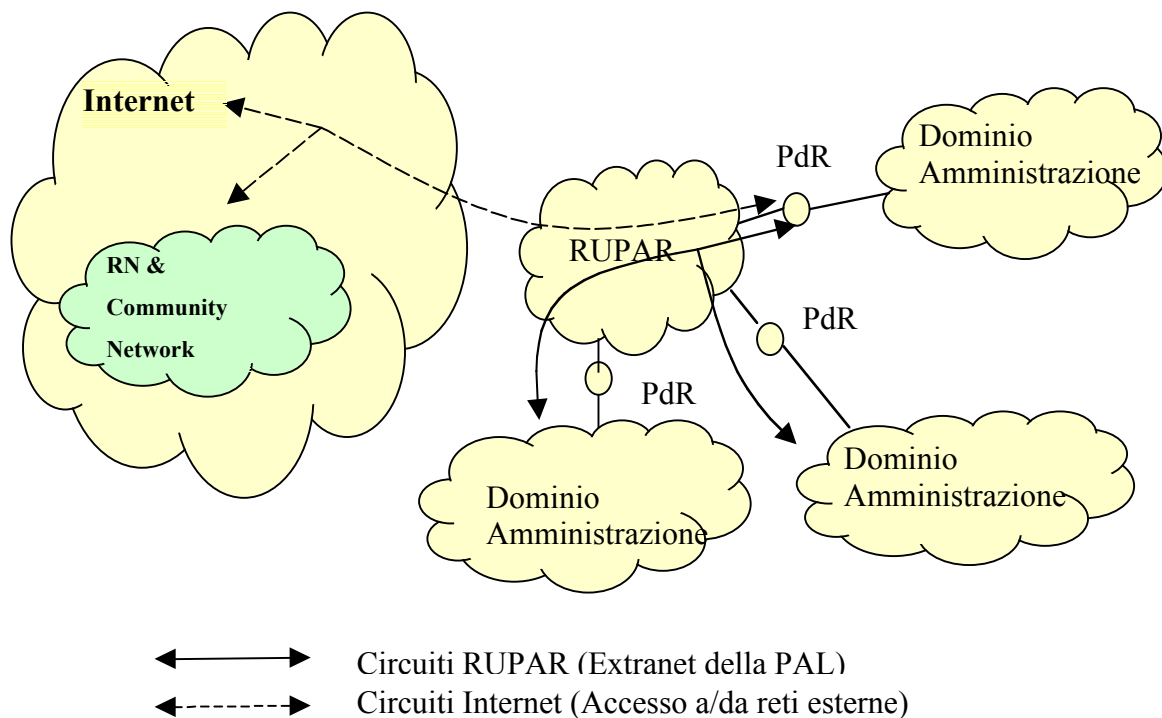 Internet
RN &
Community
Network
RUPAR
PdR
Dominio
Amministrazione
PdR
PdR
Dominio
Amministrazione
Dominio
Amministrazione
Circuiti RUPAR (Extranet della PAL)
Circuiti Internet (Accesso a/da reti esterne)